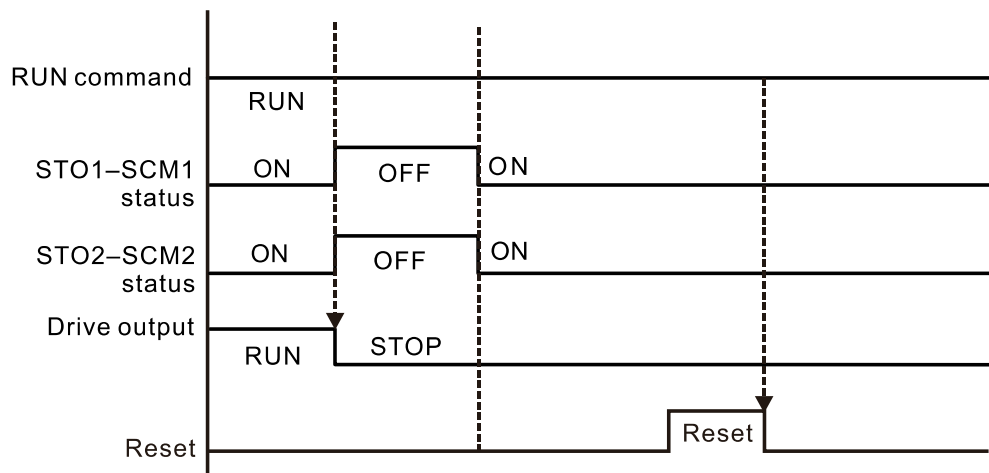 RUN command
RUN
STO1–SCM1
status
ON
OFF
ON
STO2–SCM2
status
ON
OFF
ON
Drive output
RUN
STOP
Reset
Reset